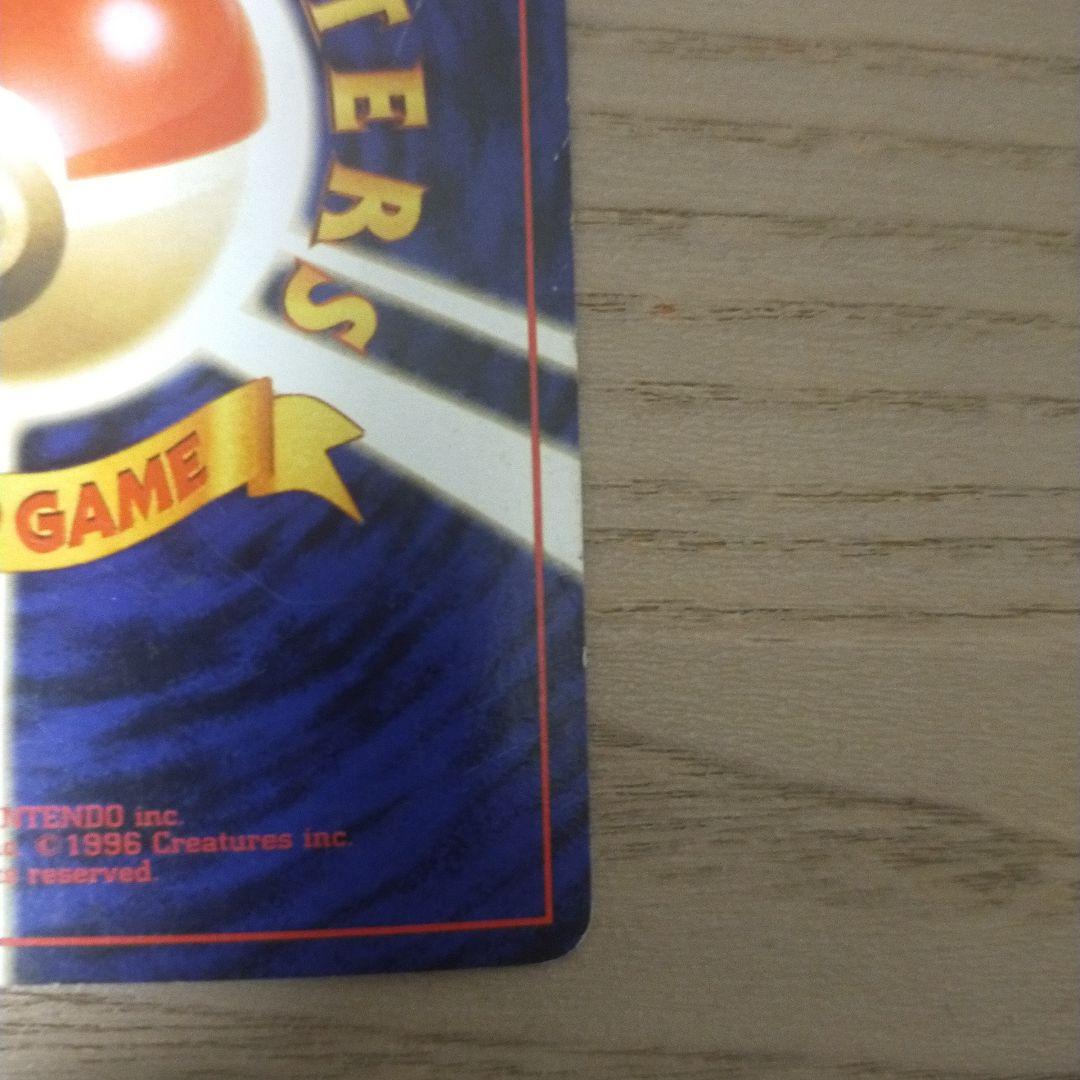 TERS
GAME
NTENDO inc.
©1996 Creatures inc.
reserved.